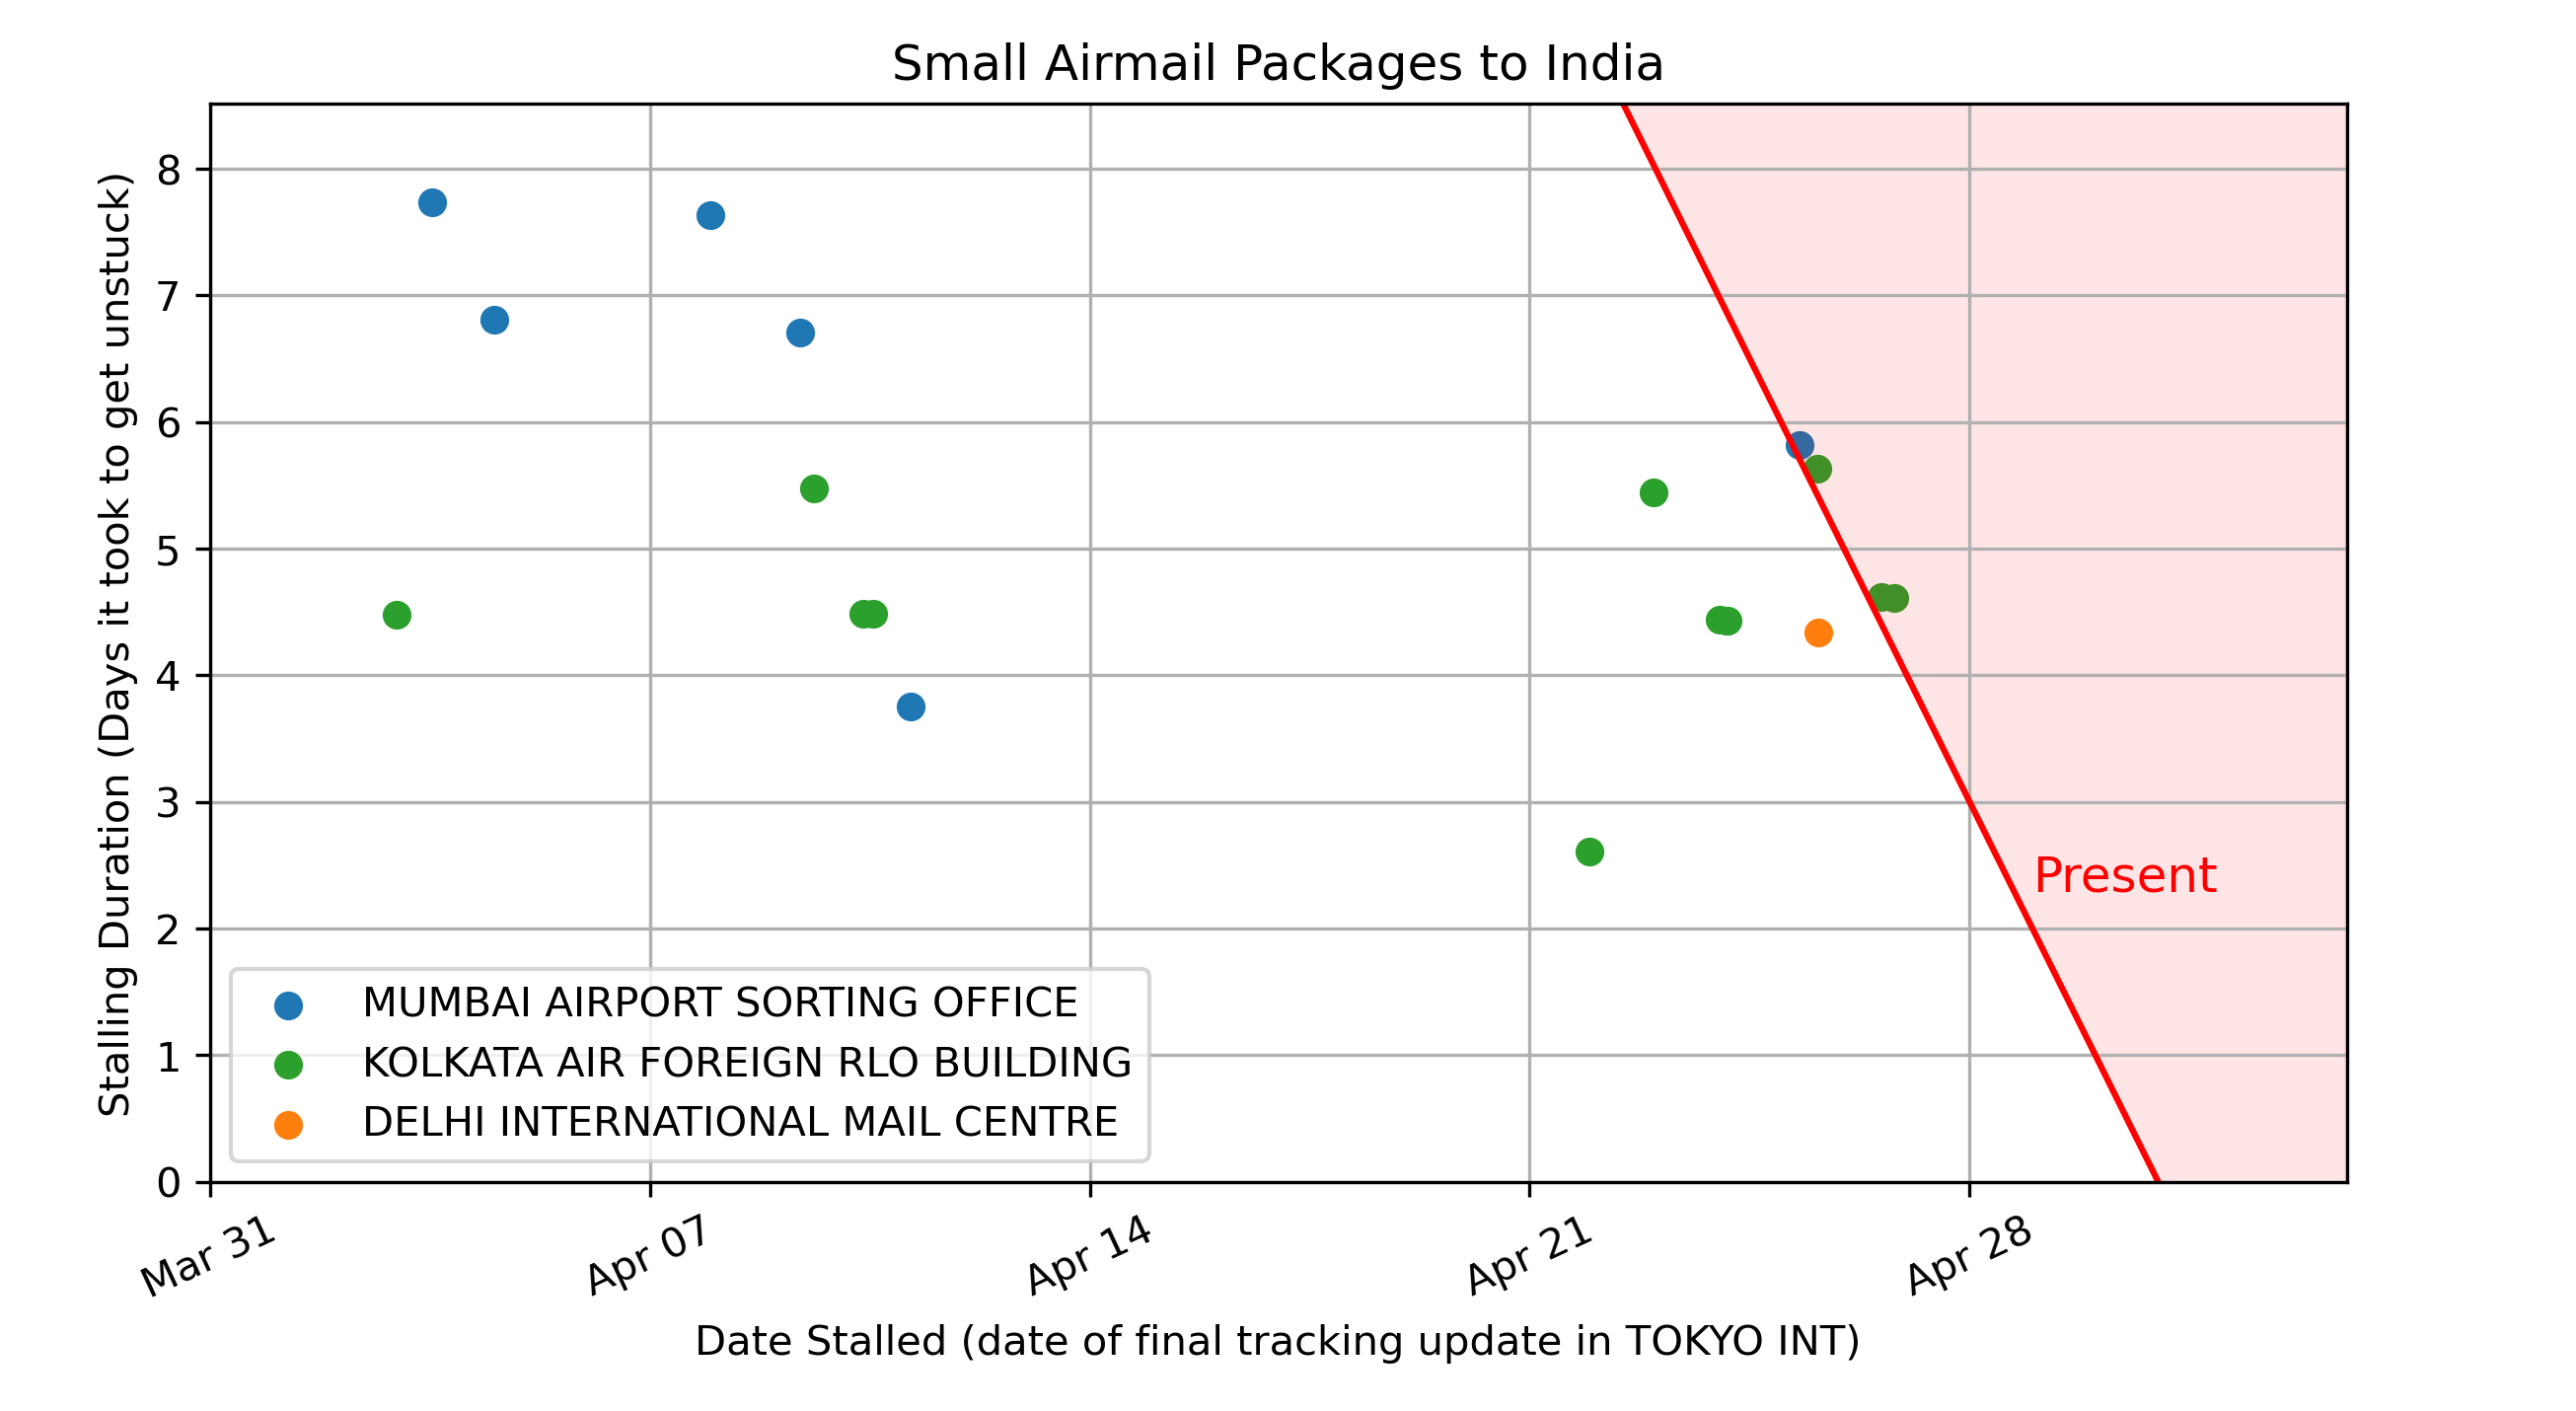 Small Airmail Packages to India
Stalling Duration (Days it took to get unstuck)
8
7
6
5
4
3
2
1
0
Present
MUMBAI AIRPORT SORTING OFFICE
KOLKATA AIR FOREIGN RLO BUILDING
DELHI INTERNATIONAL MAIL CENTRE
Mar 31
Apr 07
Apr 14
Apr 21
Apr 28
Date Stalled (date of final tracking update in TOKYO INT)